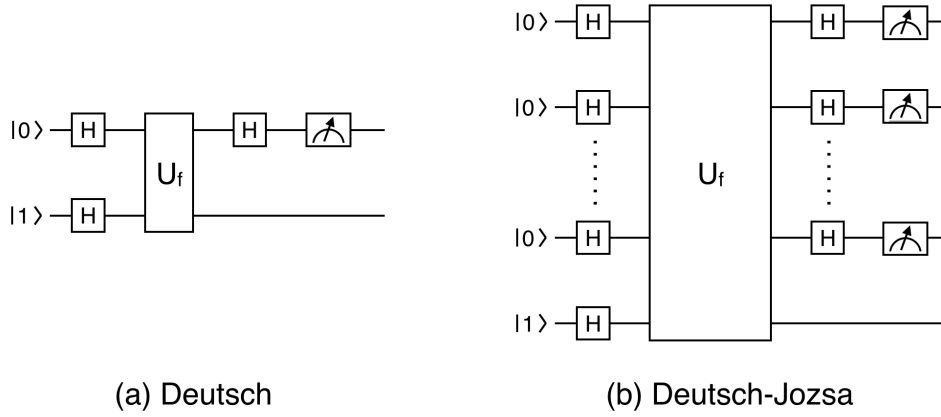 |0⟩ H U_f H
|1⟩ H
(a) Deutsch
|0⟩ H H
|0⟩ H H
U_f
|0⟩ H H
|1⟩ H
(b) Deutsch-Jozsa